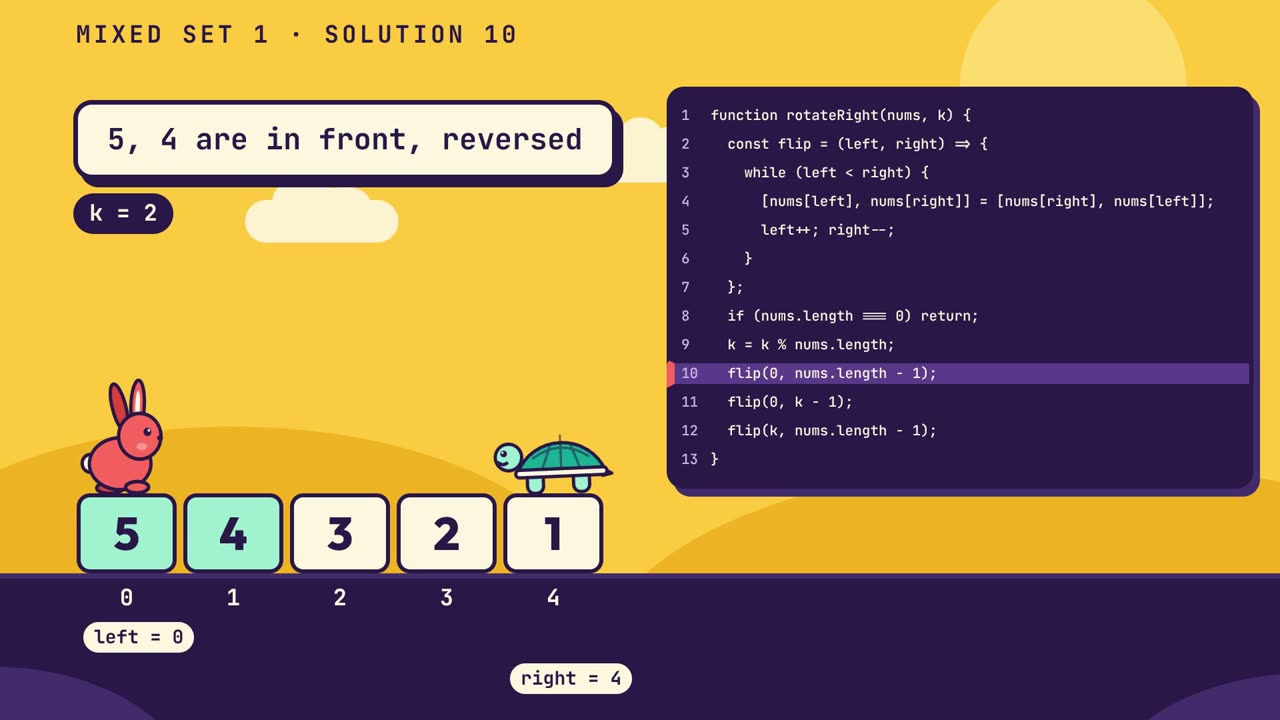 MIXED SET 1 · SOLUTION 10
5, 4 are in front, reversed
k = 2
1 function rotateRight(nums, k) {
2 const flip = (left, right) => {
3 while (left < right) {
4 [nums[left], nums[right]] = [nums[right], nums[left]];
5 left++; right--;
6 }
7 };
8 if (nums.length === 0) return;
9 k = k % nums.length;
10 flip(0, nums.length - 1);
11 flip(0, k - 1);
12 flip(k, nums.length - 1);
13 }
5 4 3 2 1
0 1 2 3 4
left = 0
right = 4